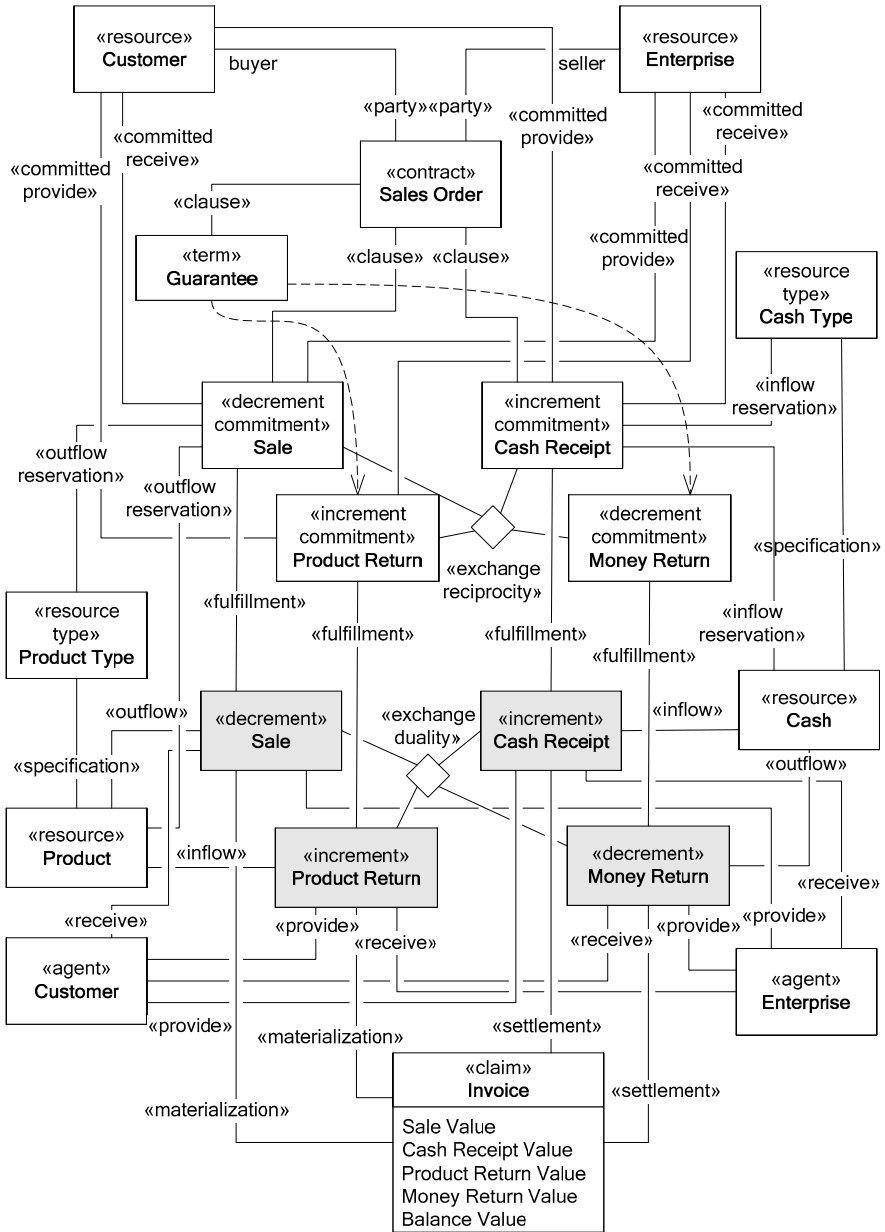 «resource»
Customer
«resource»
Enterprise
buyer
seller
«party»
«party»
«committed
provide»
«committed
receive»
«committed
receive»
«committed
provide»
«contract»
Sales Order
«committed
receive»
«clause»
«committed
provide»
«term»
Guarantee
«clause»
«clause»
«resource
type»
Cash Type
«decrement
commitment»
Sale
«increment
commitment»
Cash Receipt
«inflow
reservation»
«outflow
reservation»
«outflow
reservation»
«increment
commitment»
Product Return
«decrement
commitment»
Money Return
«specification»
«exchange
reciprocity»
«resource
type»
Product Type
«fulfillment»
«fulfillment»
«fulfillment»
«fulfillment»
«inflow
reservation»
«outflow»
«decrement»
Sale
«exchange
duality»
«increment»
Cash Receipt
«inflow»
«resource»
Cash
«specification»
«outflow»
«resource»
Product
«inflow»
«increment»
Product Return
«decrement»
Money Return
«receive»
«receive»
«provide»
«receive»
«receive»
«provide»
«provide»
«agent»
Customer
«agent»
Enterprise
«provide»
«materialization»
«settlement»
«claim»
Invoice
«materialization»
«settlement»
Sale Value
Cash Receipt Value
Product Return Value
Money Return Value
Balance Value